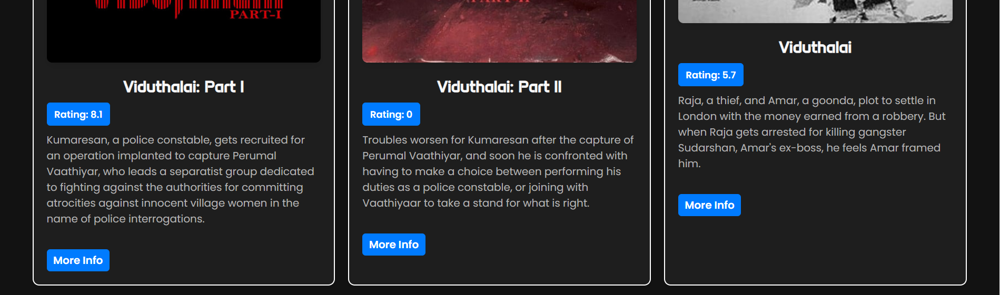 PART-I
Viduthalai: Part I
Rating: 8.1
Kumaresan, a police constable, gets recruited for
an operation implanted to capture Perumal
Vaathiyar, who leads a separatist group dedicated
to fighting against the authorities for committing
atrocities against innocent village women in the
name of police interrogations.
More Info
Viduthalai: Part II
Rating: 0
Troubles worsen for Kumaresan after the capture of
Perumal Vaathiyar, and soon he is confronted with
having to make a choice between performing his
duties as a police constable, or joining with
Vaathiyaar to take a stand for what is right.
More Info
Viduthalai
Rating: 5.7
Raja, a thief, and Amar, a goonda, plot to settle in
London with the money earned from a robbery. But
when Raja gets arrested for killing gangster
Sudarshan, Amar's ex-boss, he feels Amar framed
him.
More Info